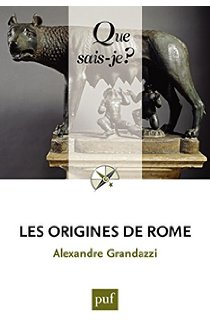 Que
sais-je?
LES ORIGINES DE ROME
Alexandre Grandazzi
puf